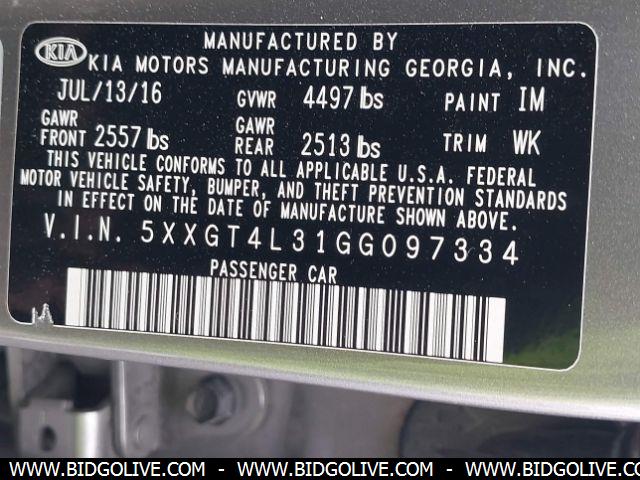 MANUFACTURED BY
KIA KIA MOTORS MANUFACTURING GEORGIA, INC.
JUL/13/16 GVWR 4497 lbs PAINT IM
GAWR FRONT 2557 lbs GAWR REAR 2513 lbs TRIM WK
THIS VEHICLE CONFORMS TO ALL APPLICABLE U.S.A. FEDERAL
MOTOR VEHICLE SAFETY, BUMPER, AND THEFT PREVENTION STANDARDS
IN EFFECT ON THE DATE OF MANUFACTURE SHOWN ABOVE.
V.I.N. 5XXGT4L31GG097334
PASSENGER CAR
WWW.BIDGOLIVE.COM - WWW.BIDGOLIVE.COM - WWW.BIDGOLIVE.COM